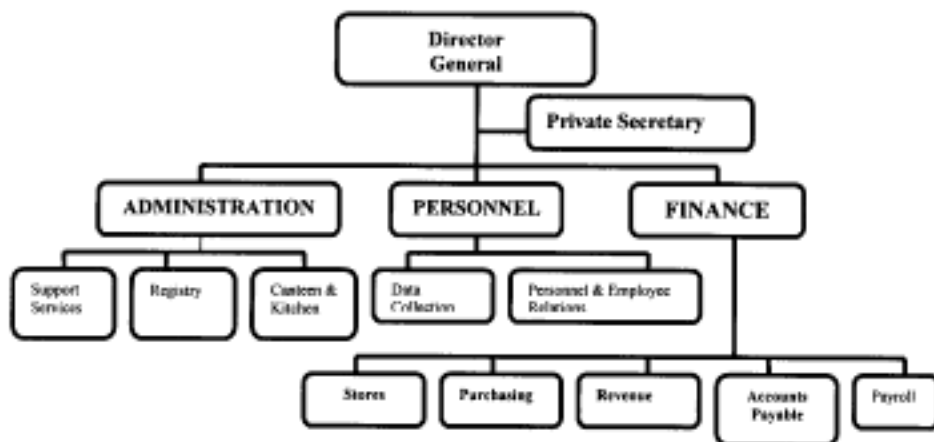 Director
General
Private Secretary
ADMINISTRATION
PERSONNEL
FINANCE
Support
Services
Registry
Canteen &
Kitchen
Data
Collection
Personnel & Employee
Relations
Stores
Purchasing
Revenue
Accounts
Payable
Payroll